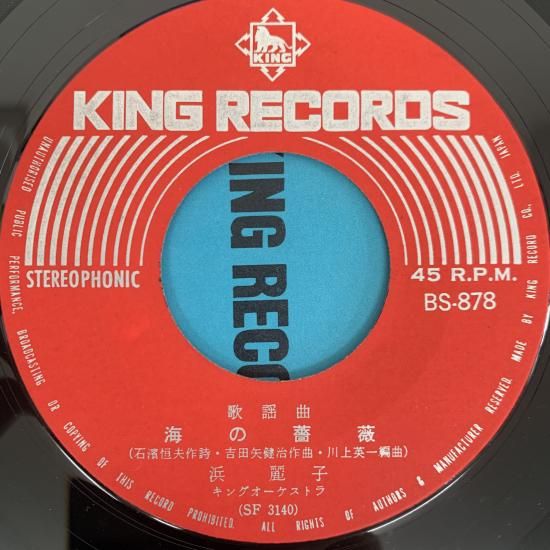 KING
KING RECORDS
STEREOPHONIC
45 R.P.M.
BS-878
KING RECO
歌謡曲
海の薔薇
(石濱恒夫作詩・吉田矢健治作曲・川上英一編曲)
浜麗子
キングオーケストラ
(SF 3140)
UNAUTHORISED PUBLIC PERFORMANCE, BROADCASTING OR COPYING OF THIS RECORD PROHIBITED. ALL RIGHTS OF AUTHORS & MANUFACTURER RESERVED. MADE BY KING RECORD CO., LTD. JAPAN